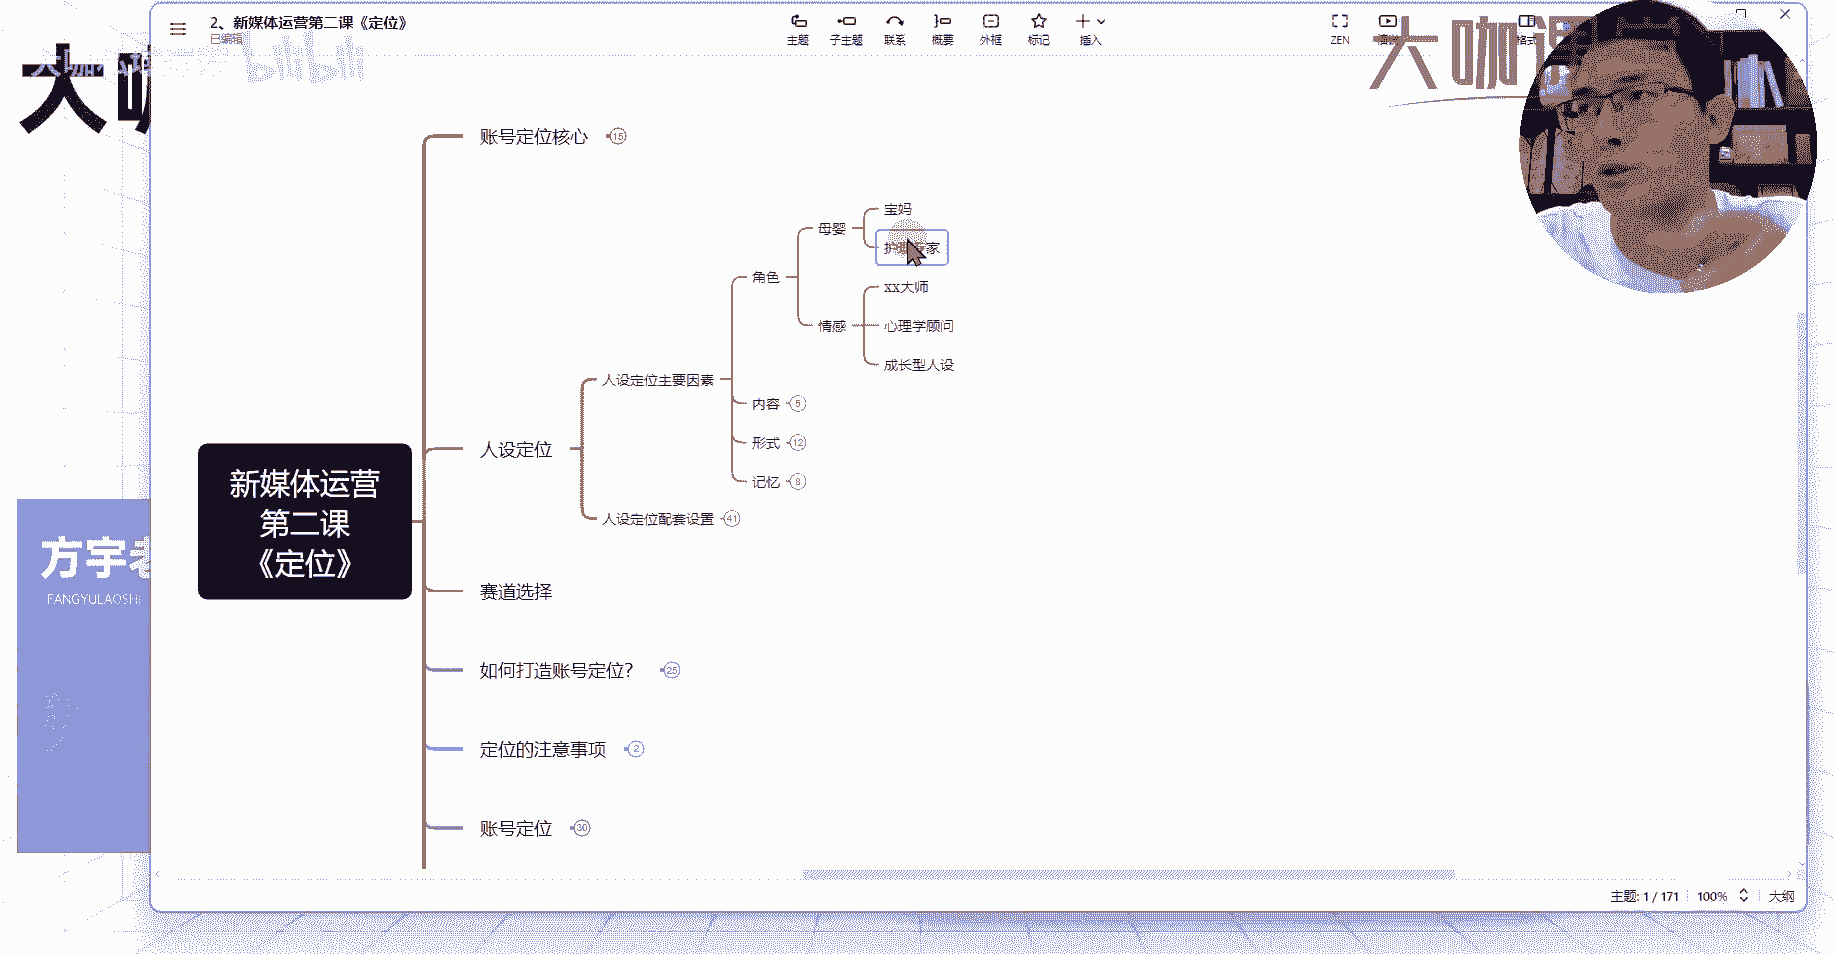 2、新媒体运营第二课《定位》
已编辑
主题
子主题
联系
概要
外框
标记
插入
ZEN
格式
大咖
bilibili
大咖课
账号定位核心 15
宝妈
母婴
家
角色
xx大师
情感
心理学顾问
成长型人设
人设定位主要因素
内容 5
形式 12
记忆 8
人设定位
人设定位配套设置 41
新媒体运营
第二课
《定位》
方宇老
FANGYULAOSHI
赛道选择
如何打造账号定位？ 25
定位的注意事项 2
账号定位 30
主题: 1 / 171
100%
大纲